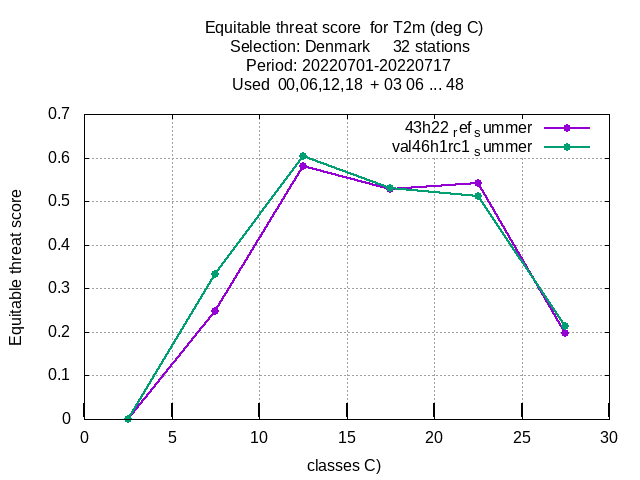 Equitable threat score for T2m (deg C)
Selection: Denmark 32 stations
Period: 20220701-20220717
Used 00,06,12,18 + 03 06 ... 48
43h22 ref summer
val46h1rc1 summer
0.7
0.6
0.5
0.4
0.3
0.2
0.1
0
Equitable threat score
0 5 10 15 20 25 30
classes C)